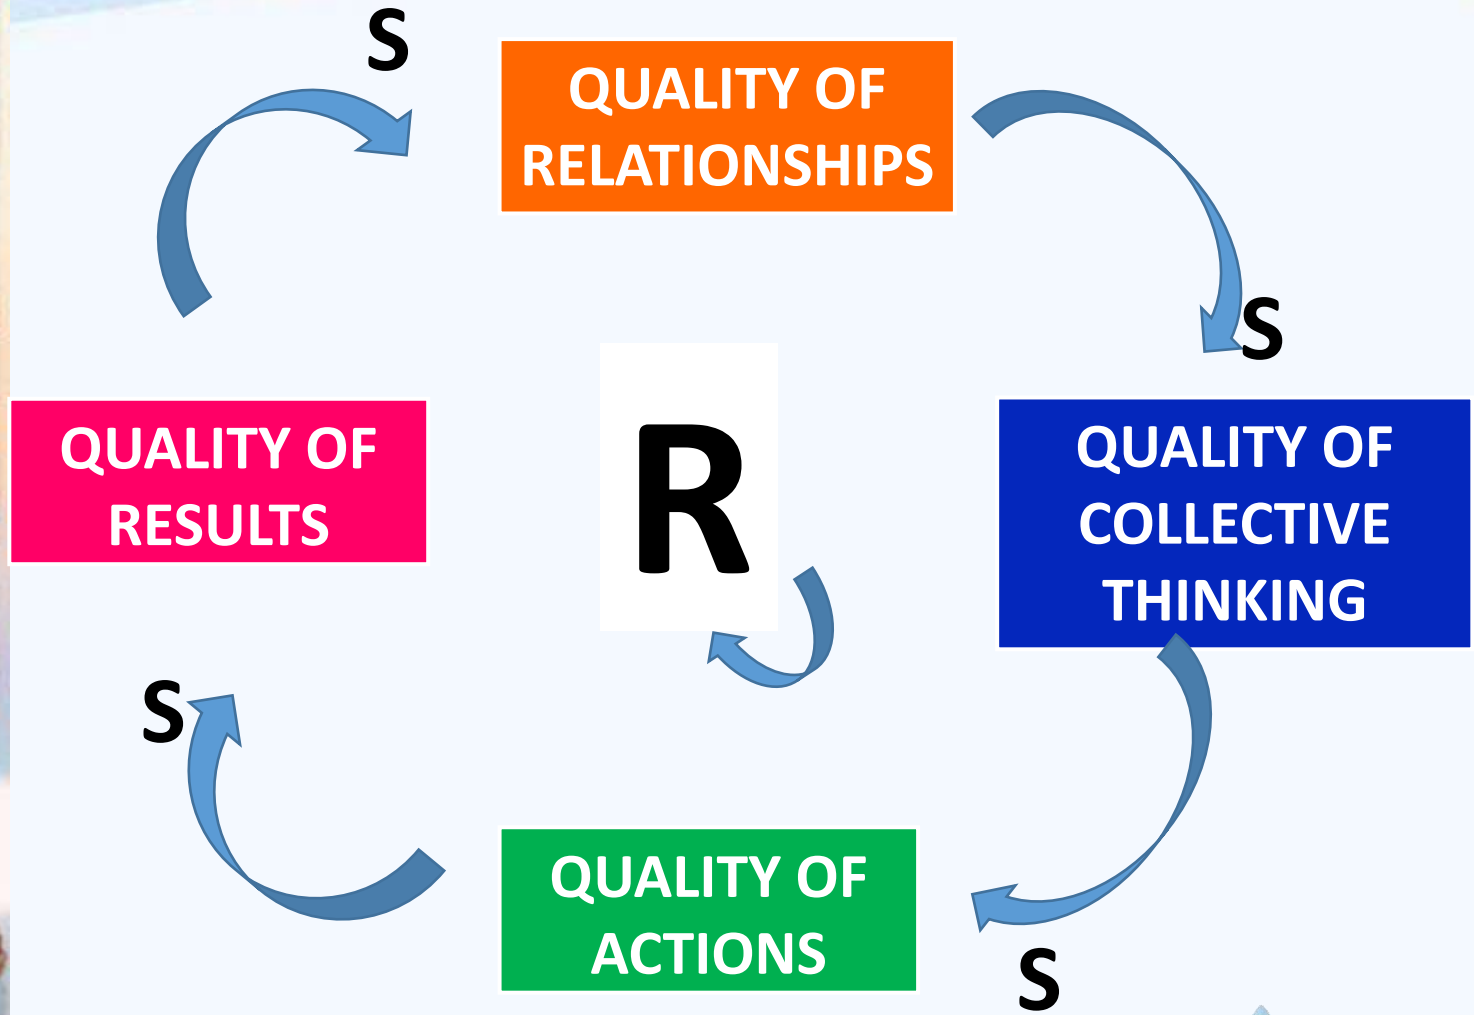 S
QUALITY OF
RELATIONSHIPS
S
QUALITY OF
RESULTS
R
QUALITY OF
COLLECTIVE
THINKING
S
QUALITY OF
ACTIONS
S